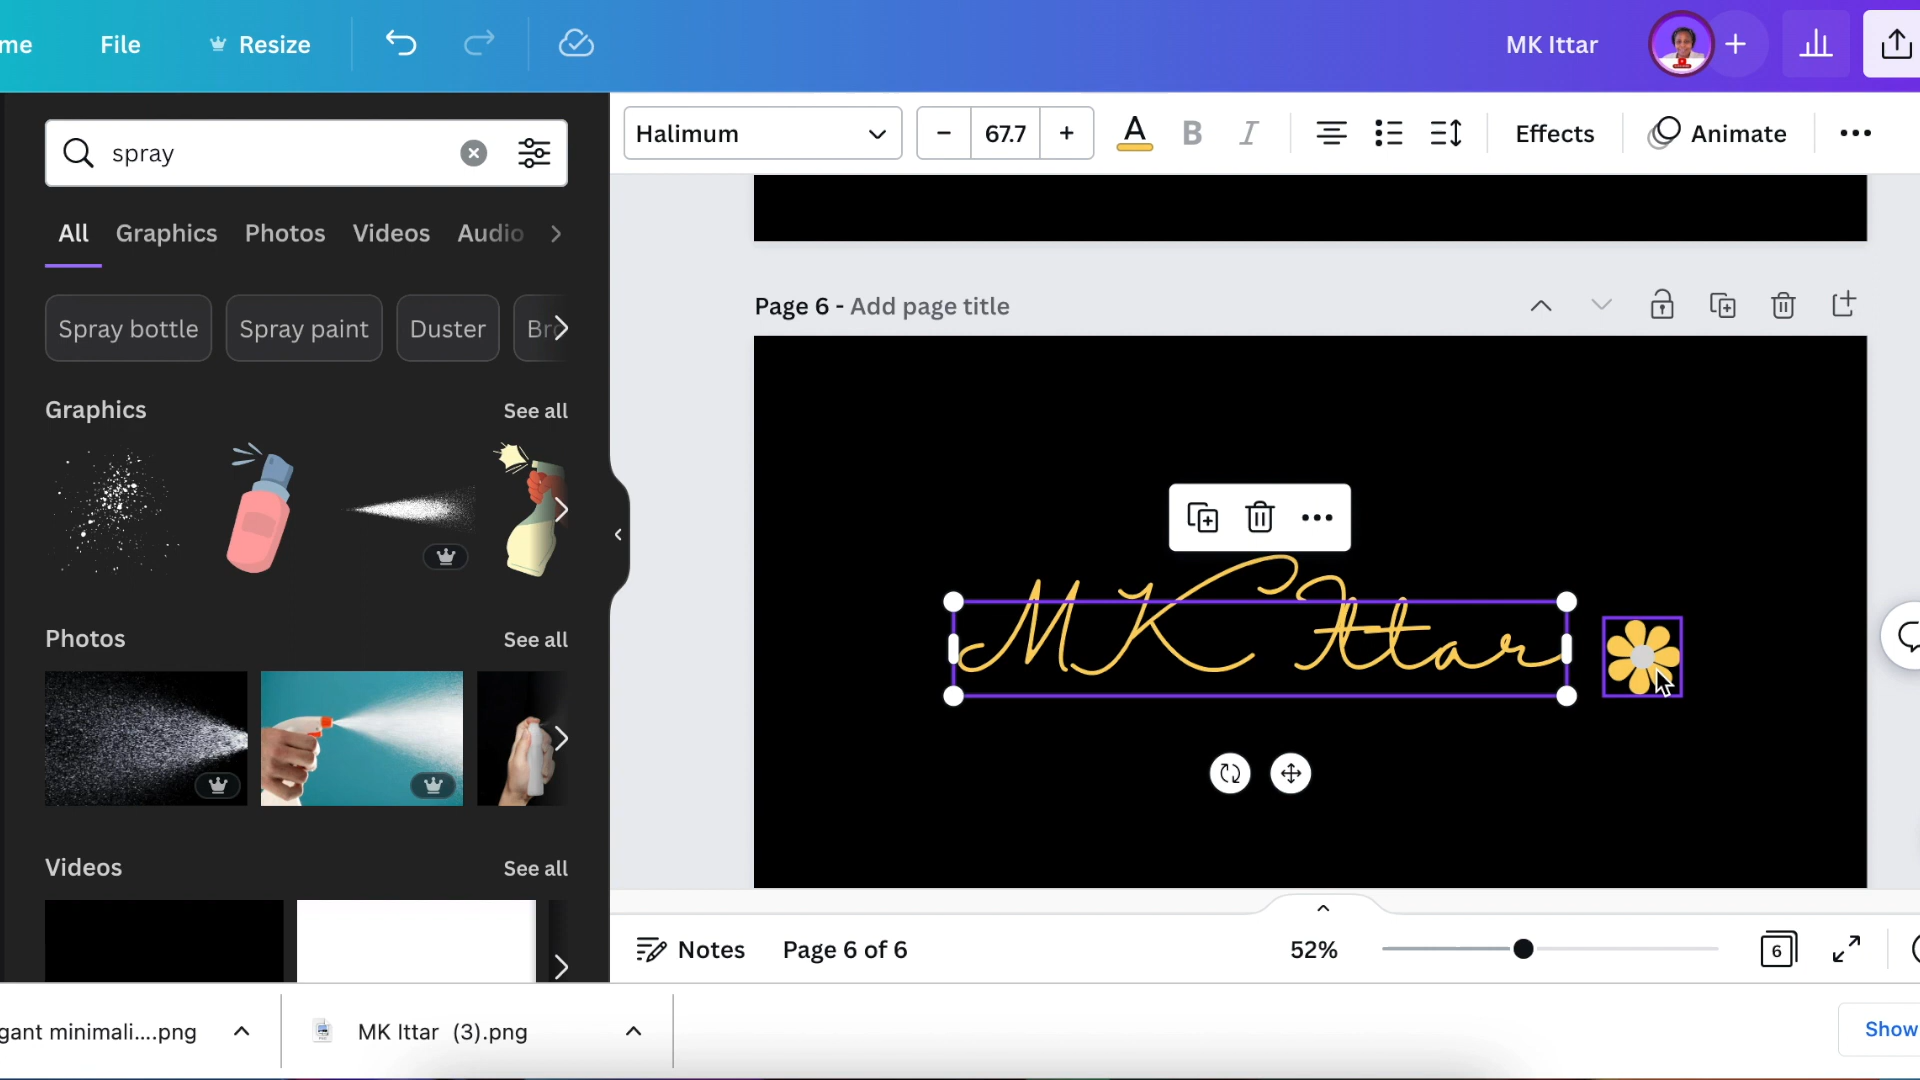 me File Resize MK Ittar
spray
Halimum 67.7 A B I Effects Animate
All Graphics Photos Videos Audio
Spray bottle Spray paint Duster Bro
Page 6 - Add page title
Graphics See all
MK Ittar
Photos See all
Videos See all
Notes Page 6 of 6 52% 6
gant minimali....png MK Ittar (3).png Show